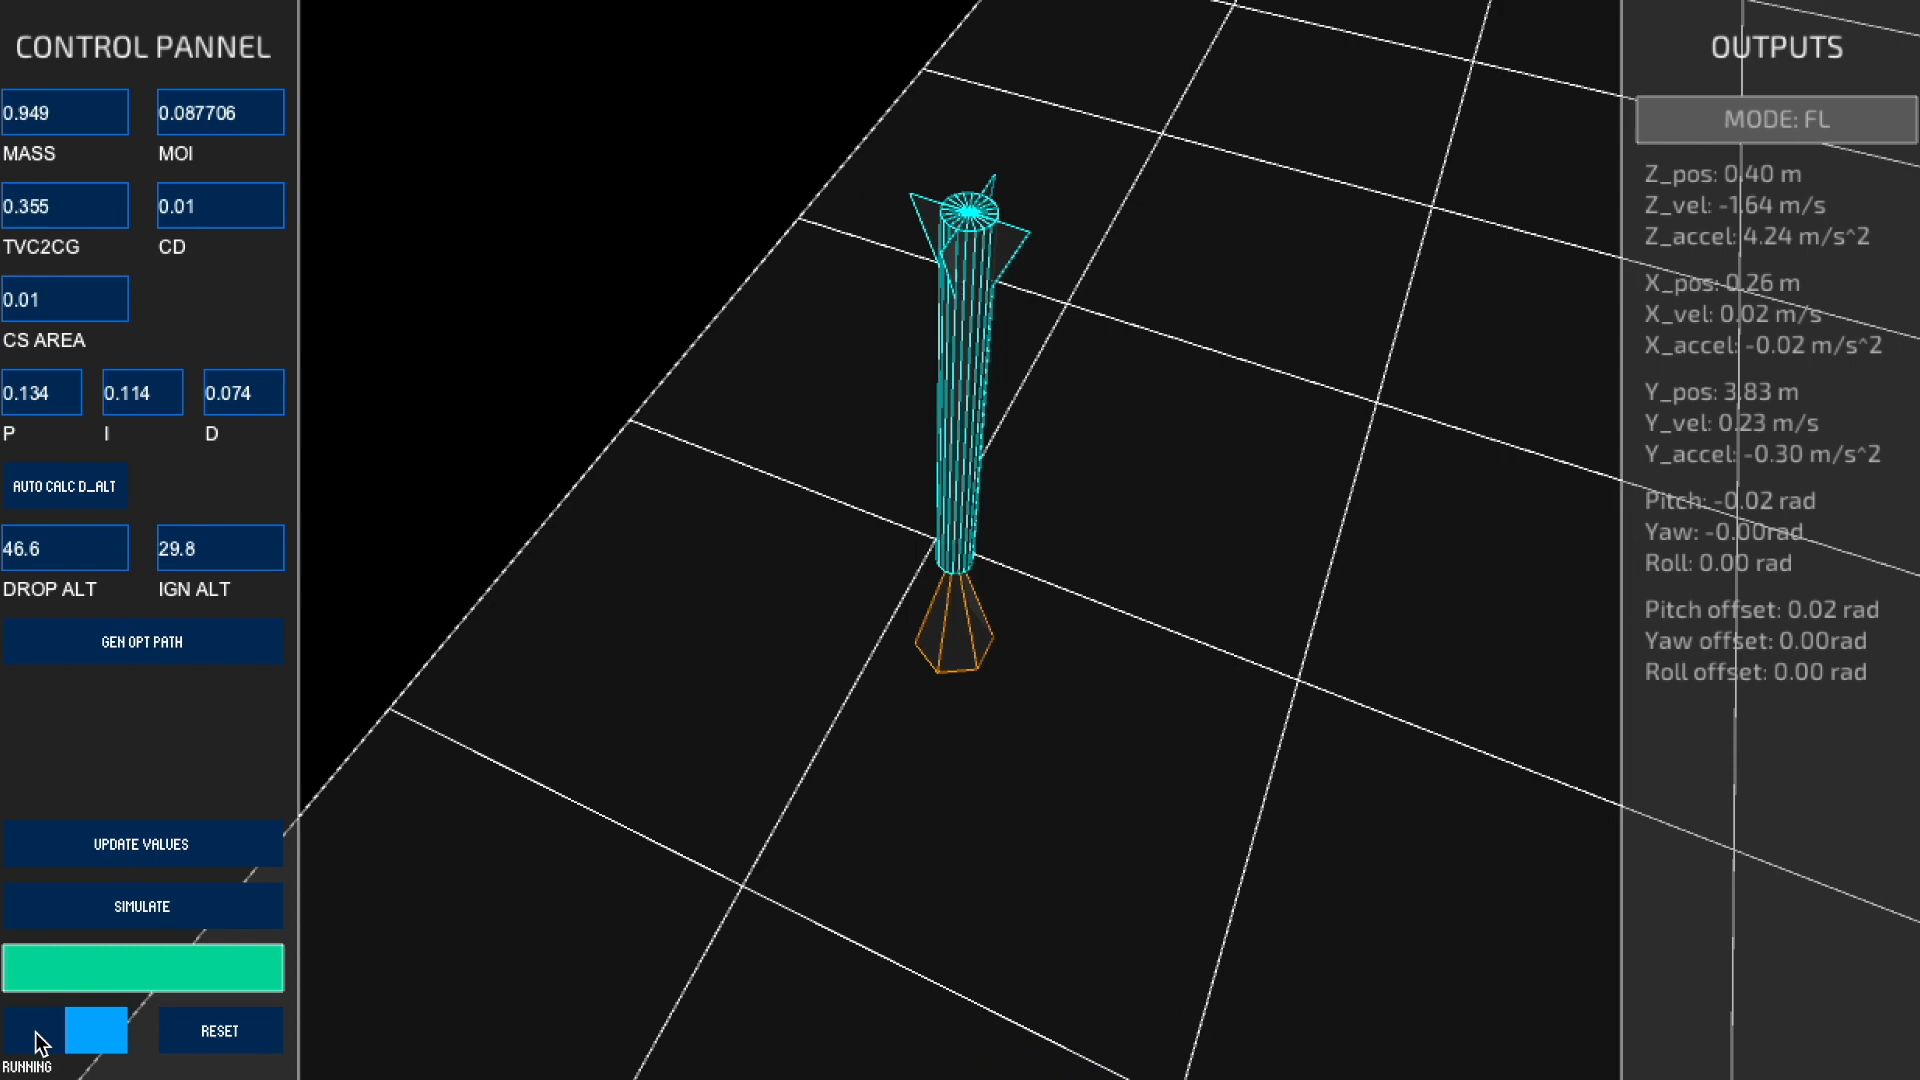 CONTROL PANNEL
0.949 0.087706
MASS MOI
0.355 0.01
TVC2CG CD
0.01
CS AREA
0.134 0.114 0.074
P I D
AUTO CALC D_ALT
46.6 29.8
DROP ALT IGN ALT
GEN OPT PATH
UPDATE VALUES
SIMULATE
RESET
RUNNING
OUTPUTS
MODE: FL
Z_pos: 0.40 m
Z_vel: -1.64 m/s
Z_accel: 4.24 m/s^2
X_pos: 0.26 m
X_vel: 0.02 m/s
X_accel: -0.02 m/s^2
Y_pos: 3.83 m
Y_vel: 0.23 m/s
Y_accel: -0.30 m/s^2
Pitch: -0.02 rad
Yaw: -0.00rad
Roll: 0.00 rad
Pitch offset: 0.02 rad
Yaw offset: 0.00rad
Roll offset: 0.00 rad